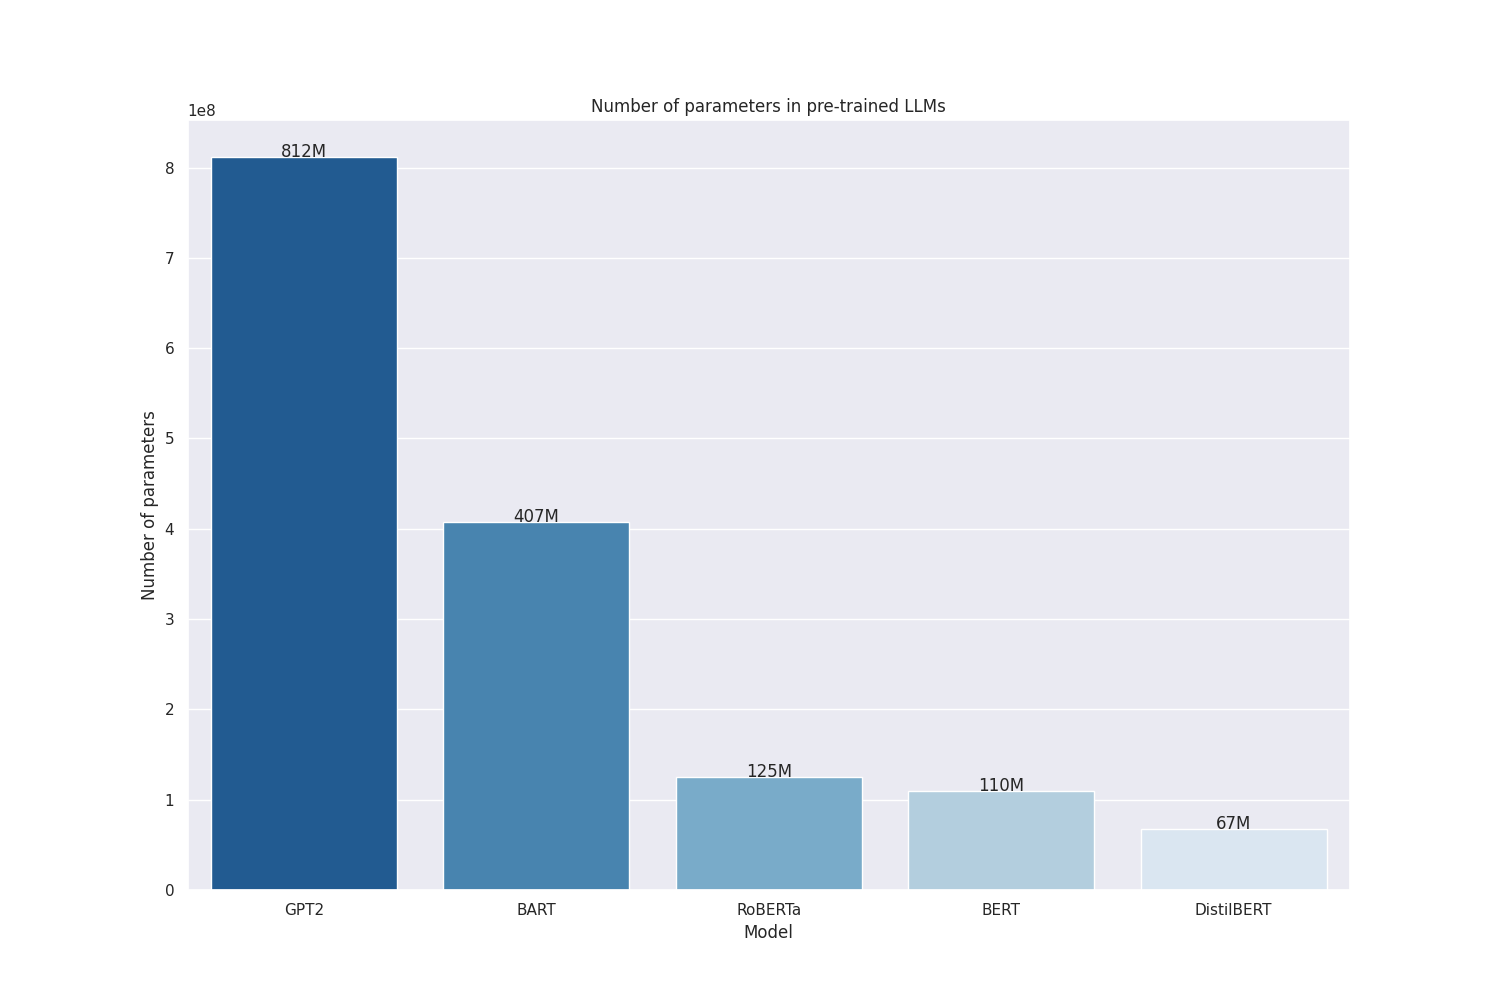 Number of parameters in pre-trained LLMs
1e8
812M
8
7
6
5
407M
4
3
2
125M
110M
67M
1
0
Number of parameters
GPT2 BART RoBERTa BERT DistilBERT
Model